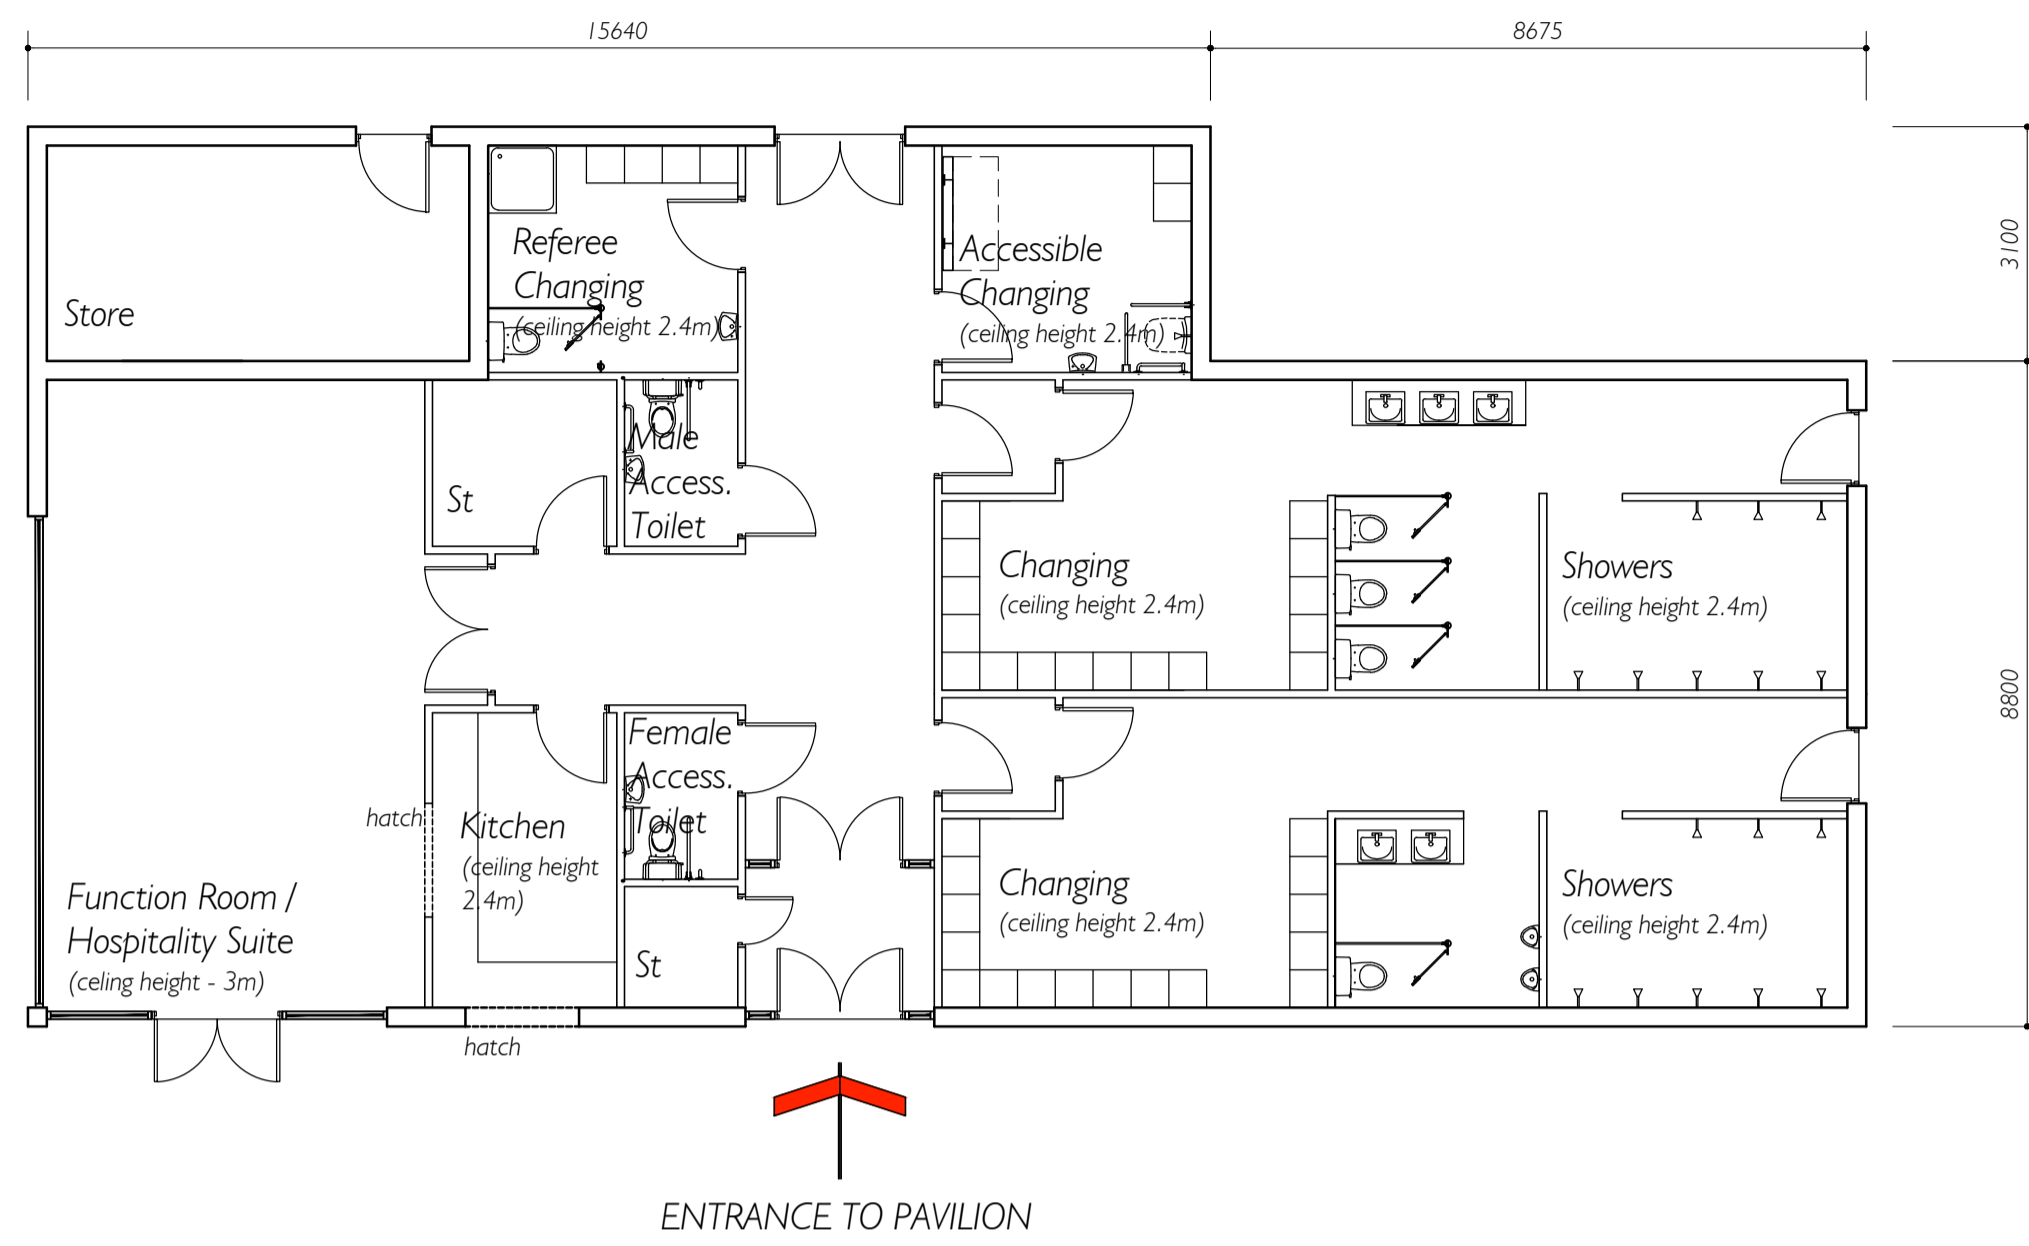 15640
8675
3100
8800
Store
Referee
Changing
(ceiling height 2.4m)
Accessible
Changing
(ceiling height 2.4m)
St
Male
Access.
Toilet
Changing
(ceiling height 2.4m)
Showers
(ceiling height 2.4m)
Female
Access.
Toilet
hatch
Kitchen
(ceiling height
2.4m)
Function Room /
Hospitality Suite
(celing height - 3m)
St
Changing
(ceiling height 2.4m)
Showers
(ceiling height 2.4m)
hatch
ENTRANCE TO PAVILION